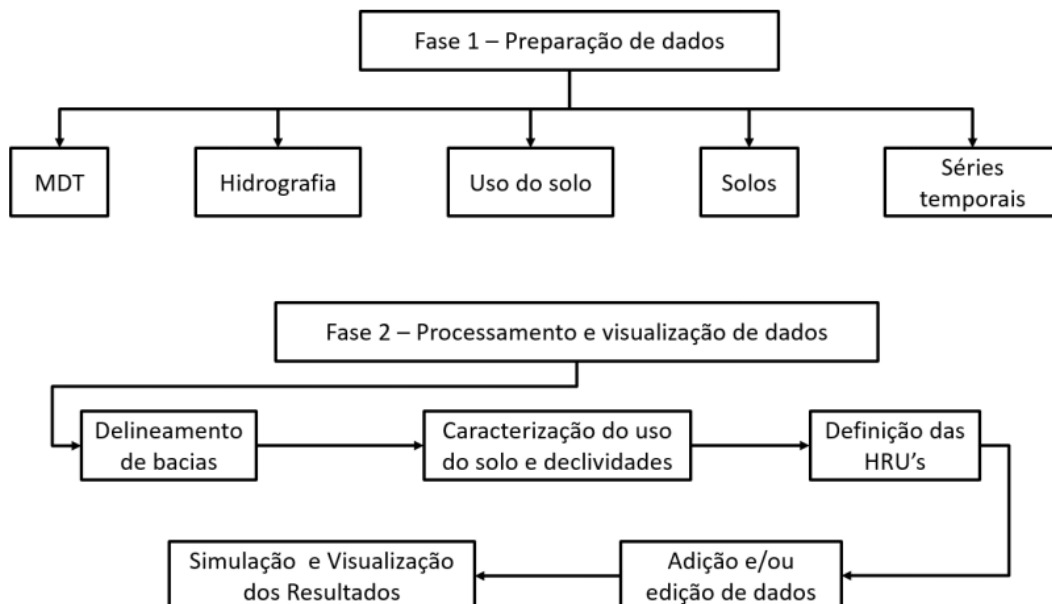 Fase 1 – Preparação de dados
MDT
Hidrografia
Uso do solo
Solos
Séries
temporais
Fase 2 – Processamento e visualização de dados
Delineamento
de bacias
Caracterização do uso
do solo e declividades
Definição das
HRU's
Simulação e Visualização
dos Resultados
Adição e/ou
edição de dados